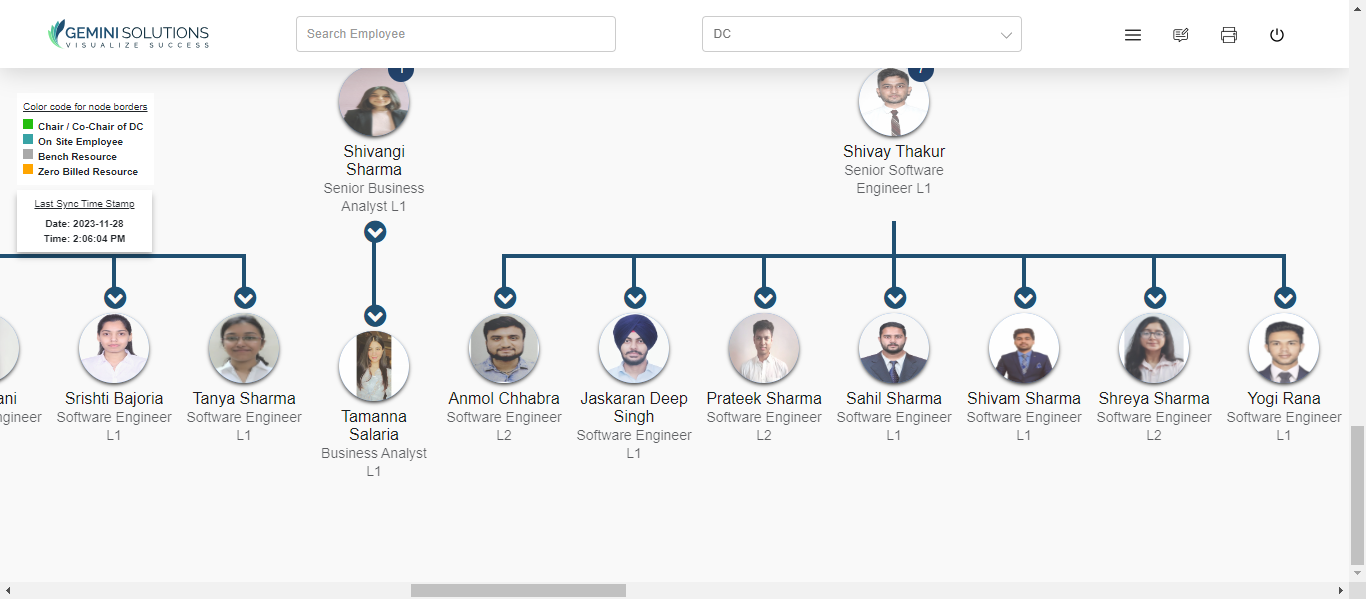 GEMINI SOLUTIONS
VISUALIZE SUCCESS
Search Employee
DC
Color code for node borders
Chair / Co-Chair of DC
On Site Employee
Bench Resource
Zero Billed Resource
Last Sync Time Stamp
Date: 2023-11-28
Time: 2:06:04 PM
Shivangi
Sharma
Senior Business
Analyst L1
Shivay Thakur
Senior Software
Engineer L1
ani
gineer
Srishti Bajoria
Software Engineer
L1
Tanya Sharma
Software Engineer
L1
Tamanna
Salaria
Business Analyst
L1
Anmol Chhabra
Software Engineer
L2
Jaskaran Deep
Singh
Software Engineer
L1
Prateek Sharma
Software Engineer
L2
Sahil Sharma
Software Engineer
L1
Shivam Sharma
Software Engineer
L1
Shreya Sharma
Software Engineer
L2
Yogi Rana
Software Engineer
L1